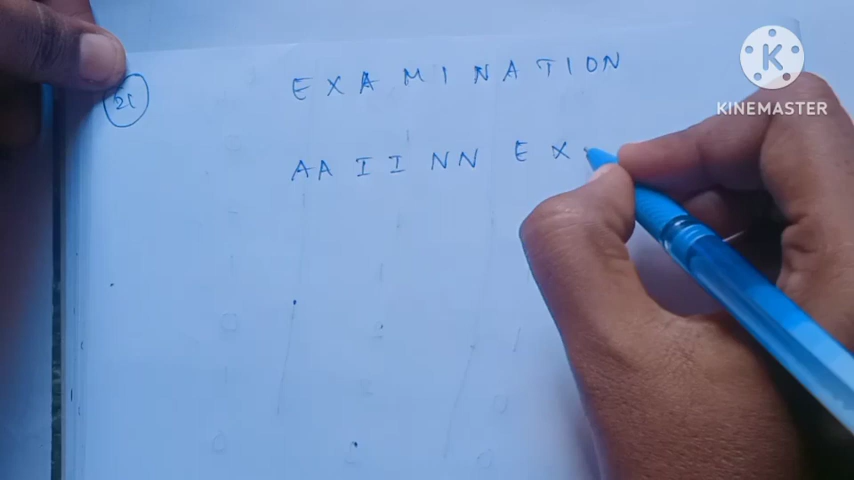 21
E X A M I N A T I O N
A A I I N N E X
K
KINEMASTER